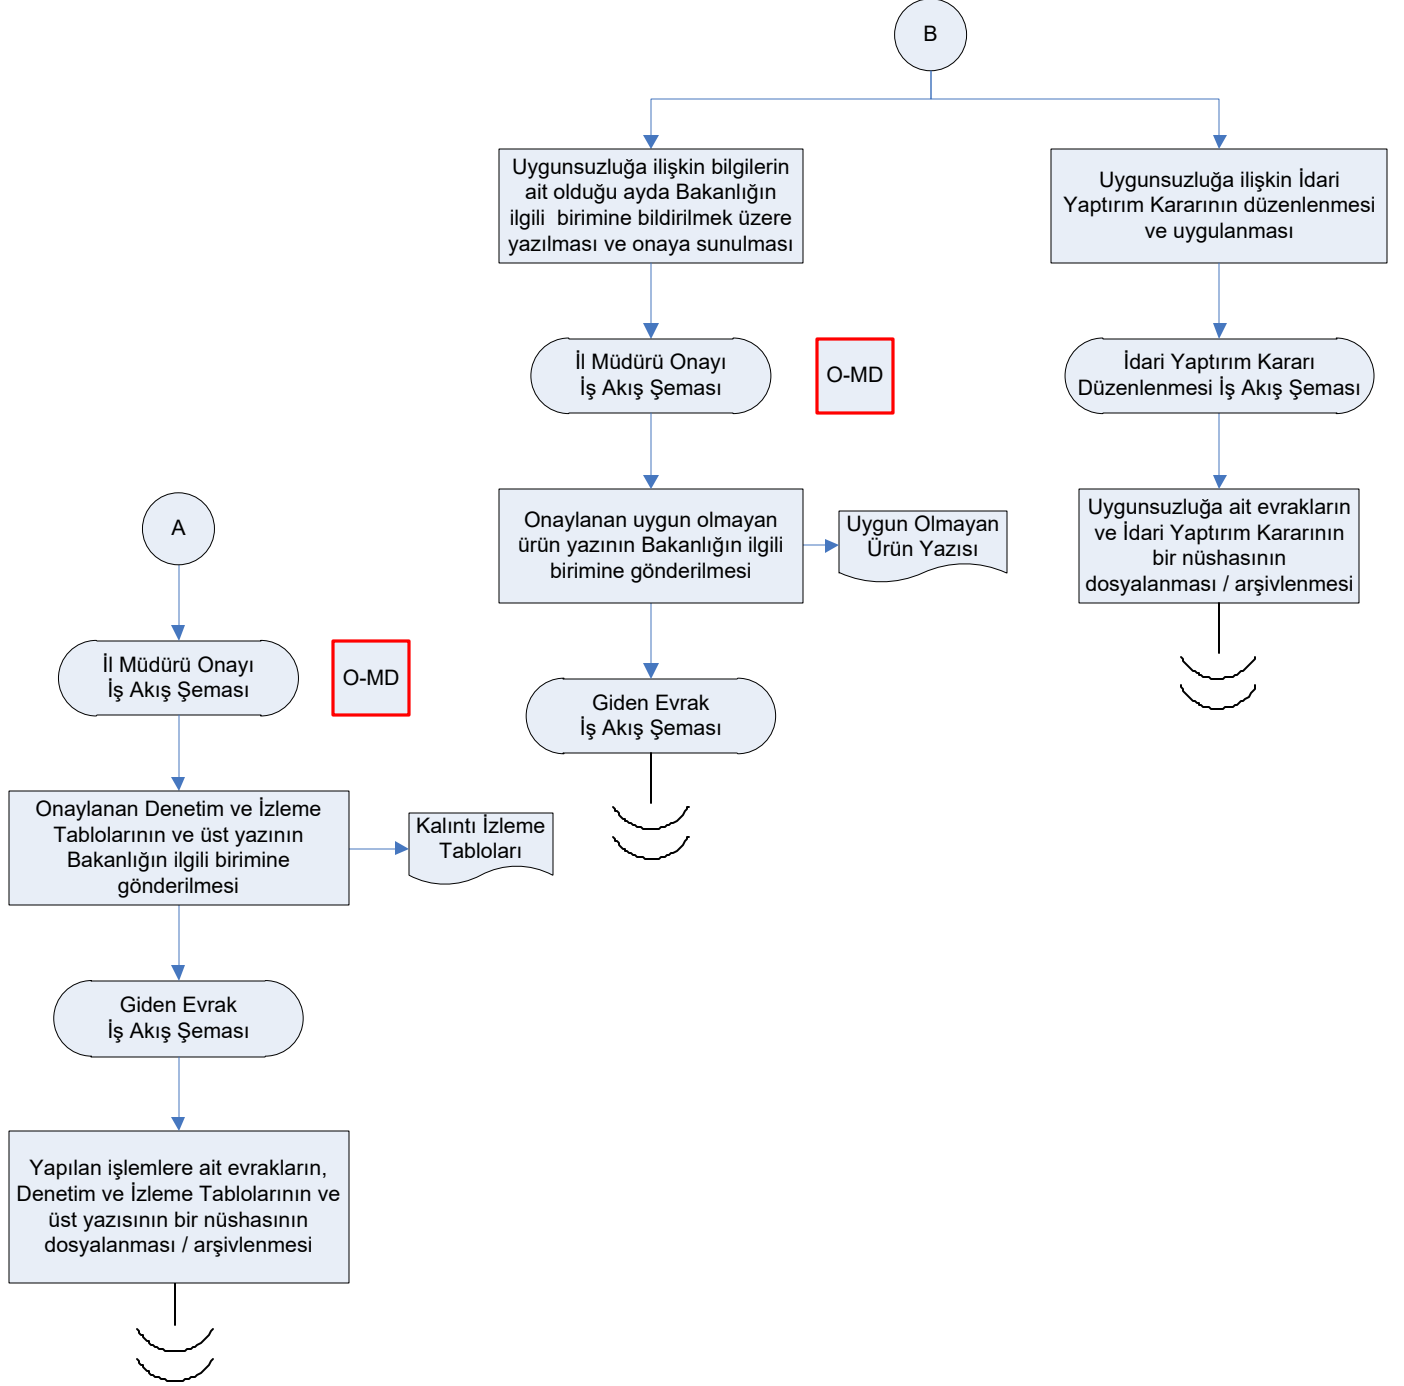 B
Uygunsuzluğa ilişkin bilgilerin
ait olduğu ayda Bakanlığın
ilgili  birimine bildirilmek üzere
yazılması ve onaya sunulması
Uygunsuzluğa ilişkin İdari
Yaptırım Kararının düzenlenmesi
ve uygulanması
İl Müdürü Onayı
İş Akış Şeması
O-MD
İdari Yaptırım Kararı
Düzenlenmesi İş Akış Şeması
Onaylanan uygun olmayan
ürün yazının Bakanlığın ilgili
birimine gönderilmesi
Uygun Olmayan
Ürün Yazısı
Uygunsuzluğa ait evrakların
ve İdari Yaptırım Kararının
bir nüshasının
dosyalanması / arşivlenmesi
Giden Evrak
İş Akış Şeması
A
İl Müdürü Onayı
İş Akış Şeması
O-MD
Onaylanan Denetim ve İzleme
Tablolarının ve üst yazının
Bakanlığın ilgili birimine
gönderilmesi
Kalıntı İzleme
Tabloları
Giden Evrak
İş Akış Şeması
Yapılan işlemlere ait evrakların,
Denetim ve İzleme Tablolarının ve
üst yazısının bir nüshasının
dosyalanması / arşivlenmesi